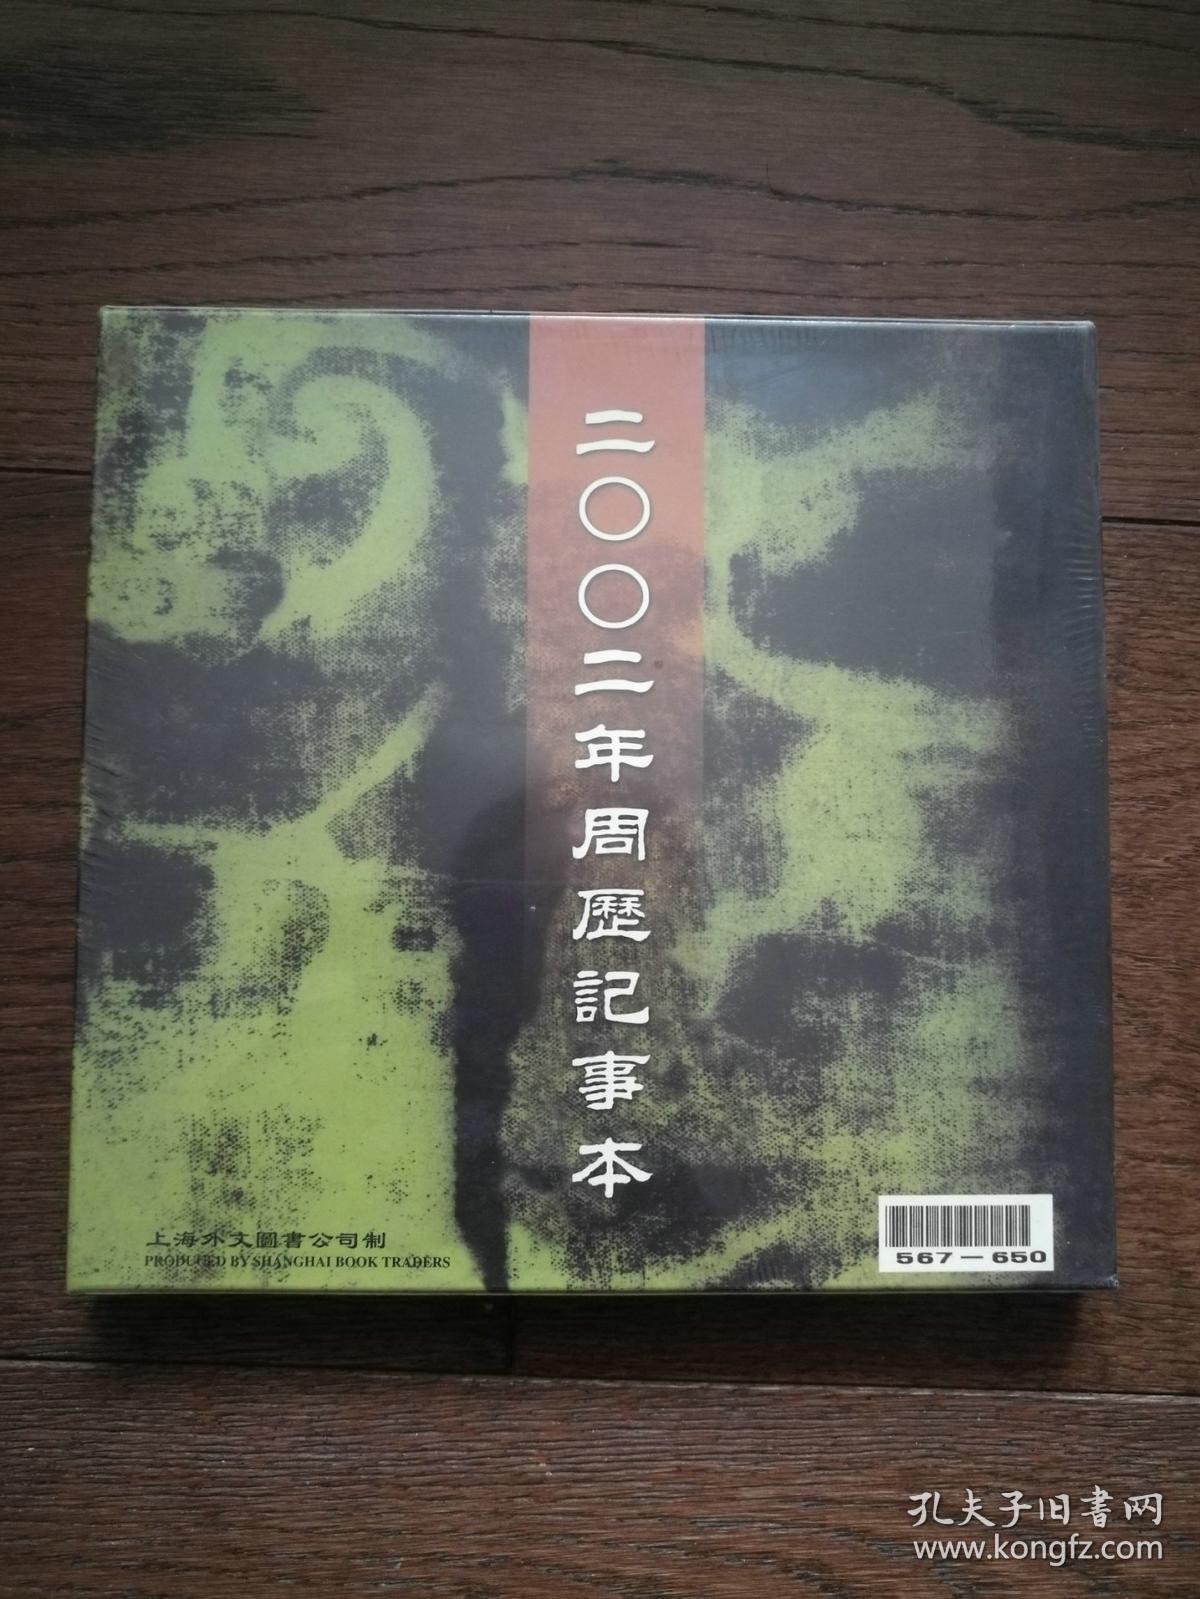 二〇〇二年周歷記事本
上海外文圖書公司制
PRODUCED BY SHANGHAI BOOK TRADERS
567-650
孔夫子旧书网
www.kongfz.com